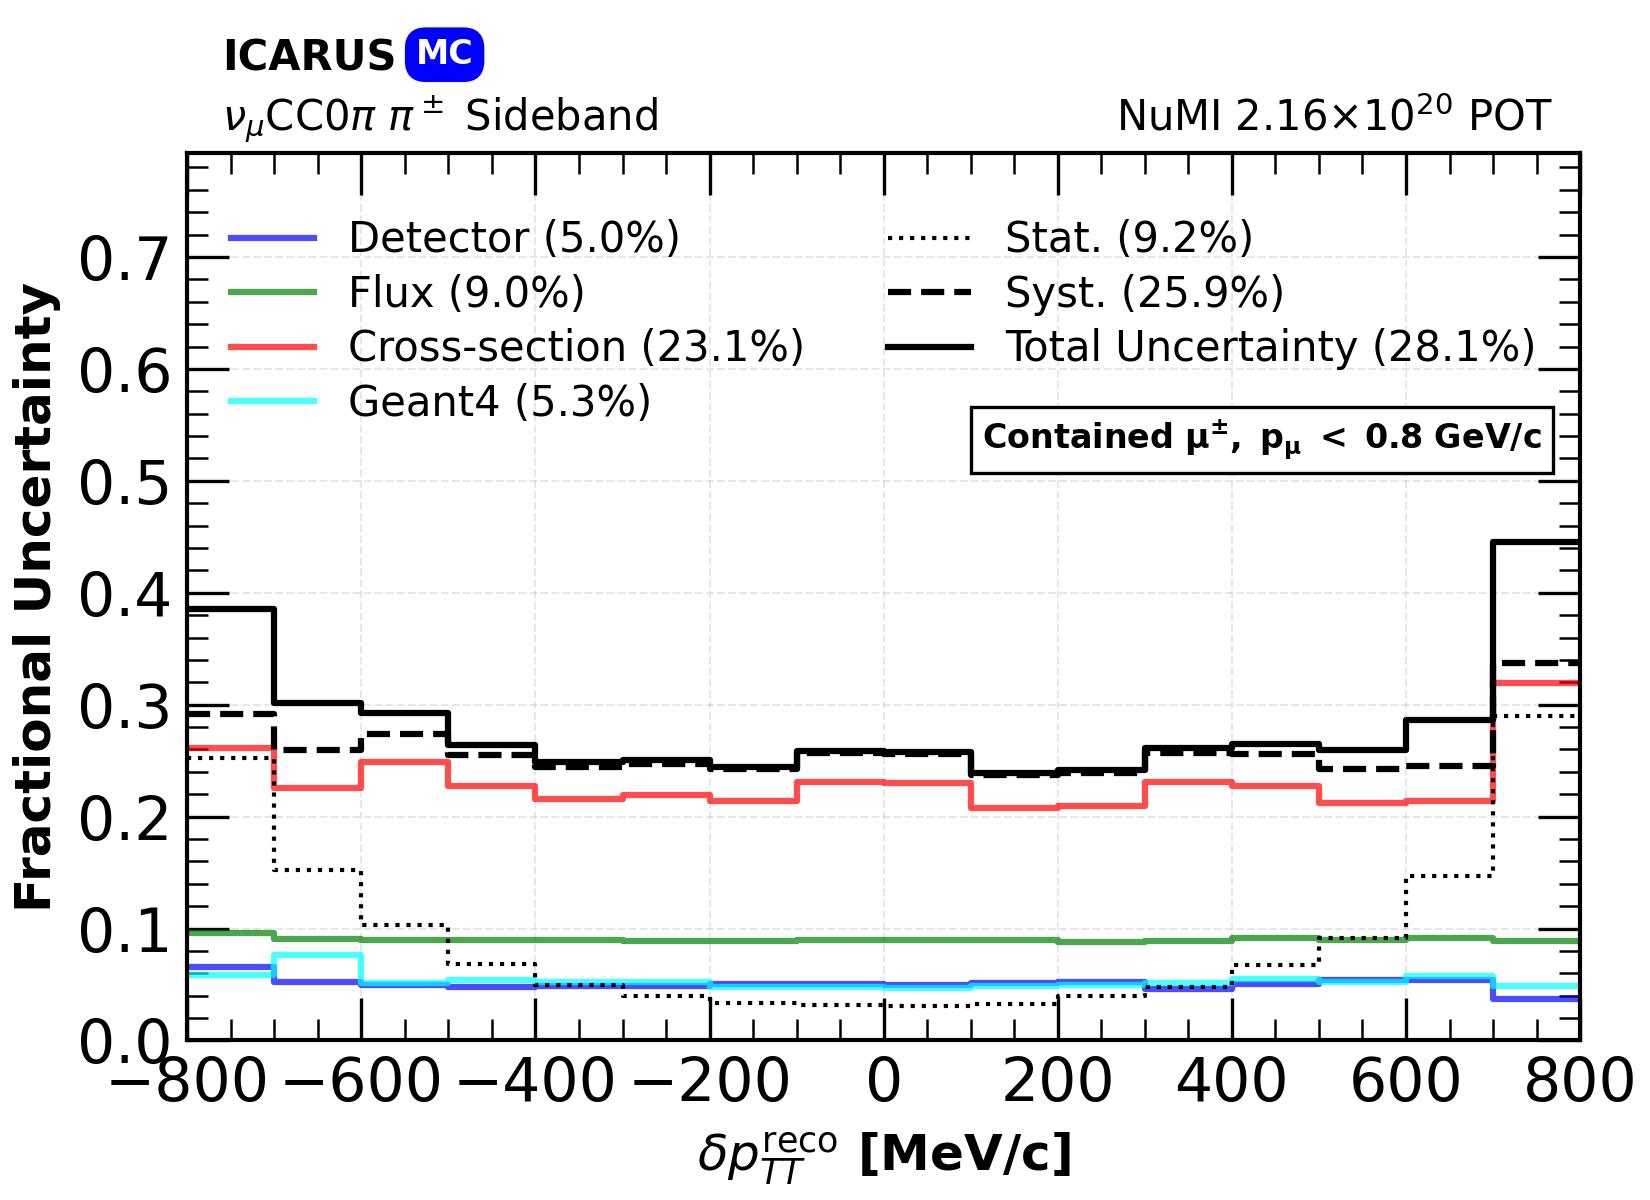 ICARUS MC
νμCC0π π± Sideband
NuMI 2.16×10²⁰ POT
Fractional Uncertainty
0.7
0.6
0.5
0.4
0.3
0.2
0.1
0.0
Detector (5.0%)
Flux (9.0%)
Cross-section (23.1%)
Geant4 (5.3%)
Stat. (9.2%)
Syst. (25.9%)
Total Uncertainty (28.1%)
Contained μ±, pμ < 0.8 GeV/c
−800 −600 −400 −200 0 200 400 600 800
δp_TT^reco [MeV/c]